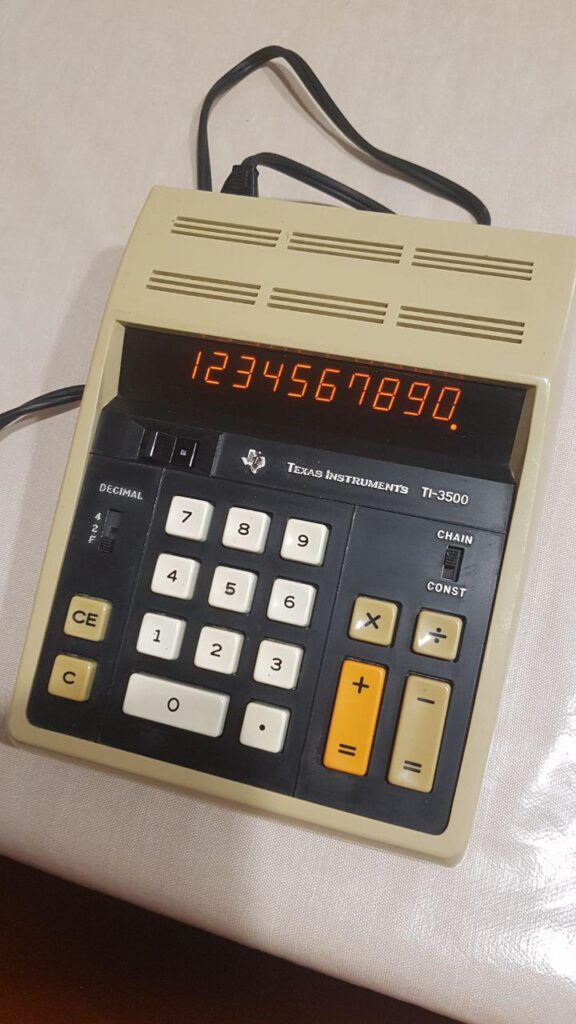 1234567890.
TEXAS INSTRUMENTS TI-3500
DECIMAL
4
2
F
CHAIN
CONST
7 8 9
4 5 6
× ÷
CE
1 2 3
C
0 .
+ −
= =